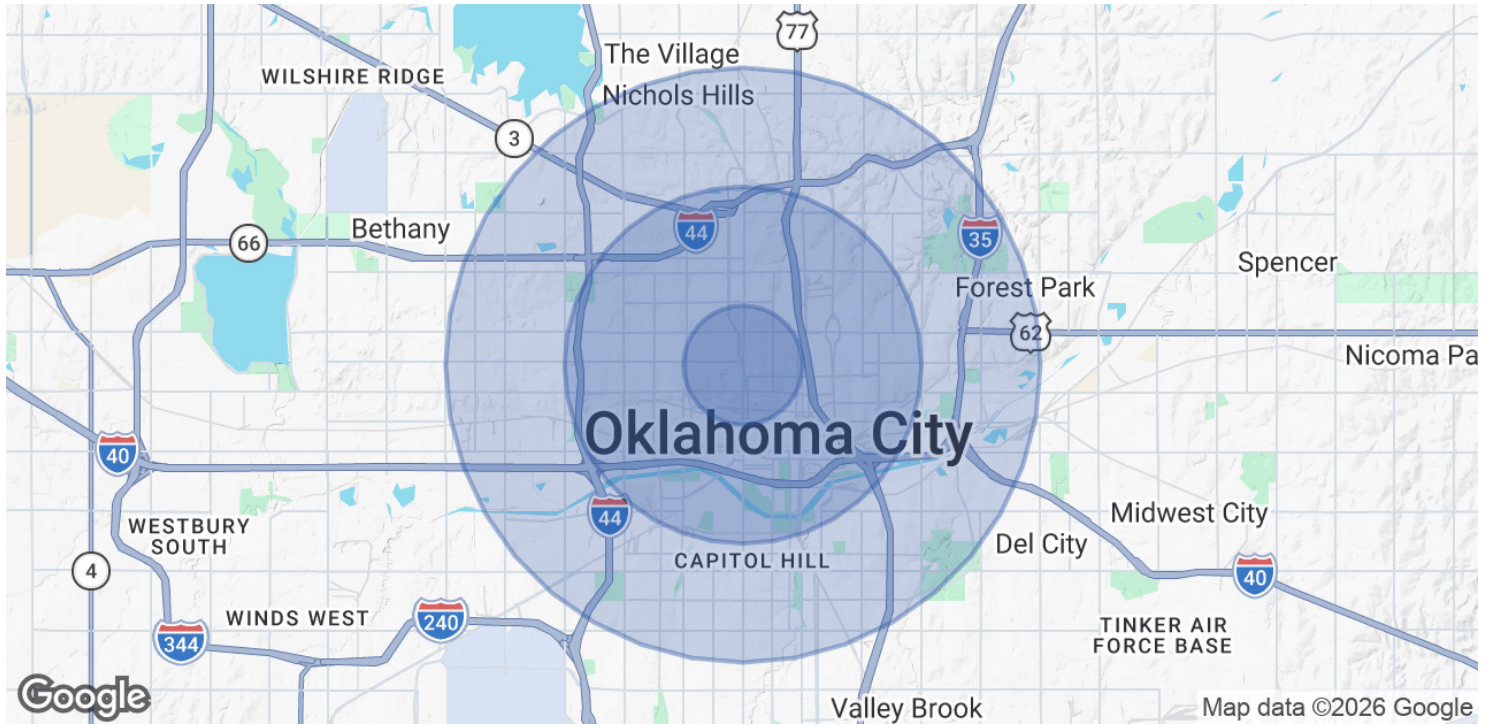 77
The Village
WILSHIRE RIDGE
Nichols Hills
3
66
Bethany
44
35
Spencer
Forest Park
62
Nicoma Pa
Oklahoma City
40
44
WESTBURY
SOUTH
Midwest City
Del City
CAPITOL HILL
4
40
WINDS WEST
240
344
TINKER AIR
FORCE BASE
Google
Valley Brook
Map data ©2026 Google